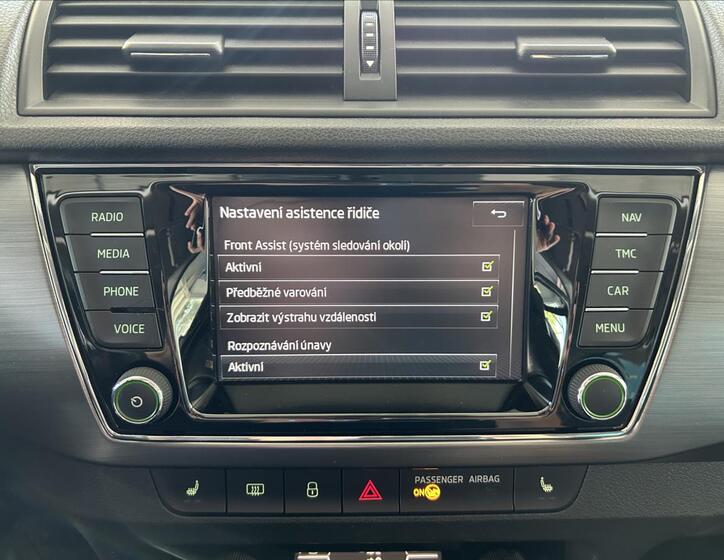 RADIO
MEDIA
PHONE
VOICE
Nastavení asistence řidiče
Front Assist (systém sledování okolí)
Aktivní
Předběžné varování
Zobrazit výstrahu vzdálenosti
Rozpoznávání únavy
Aktivní
NAV
TMC
CAR
MENU
PASSENGER AIRBAG
ON